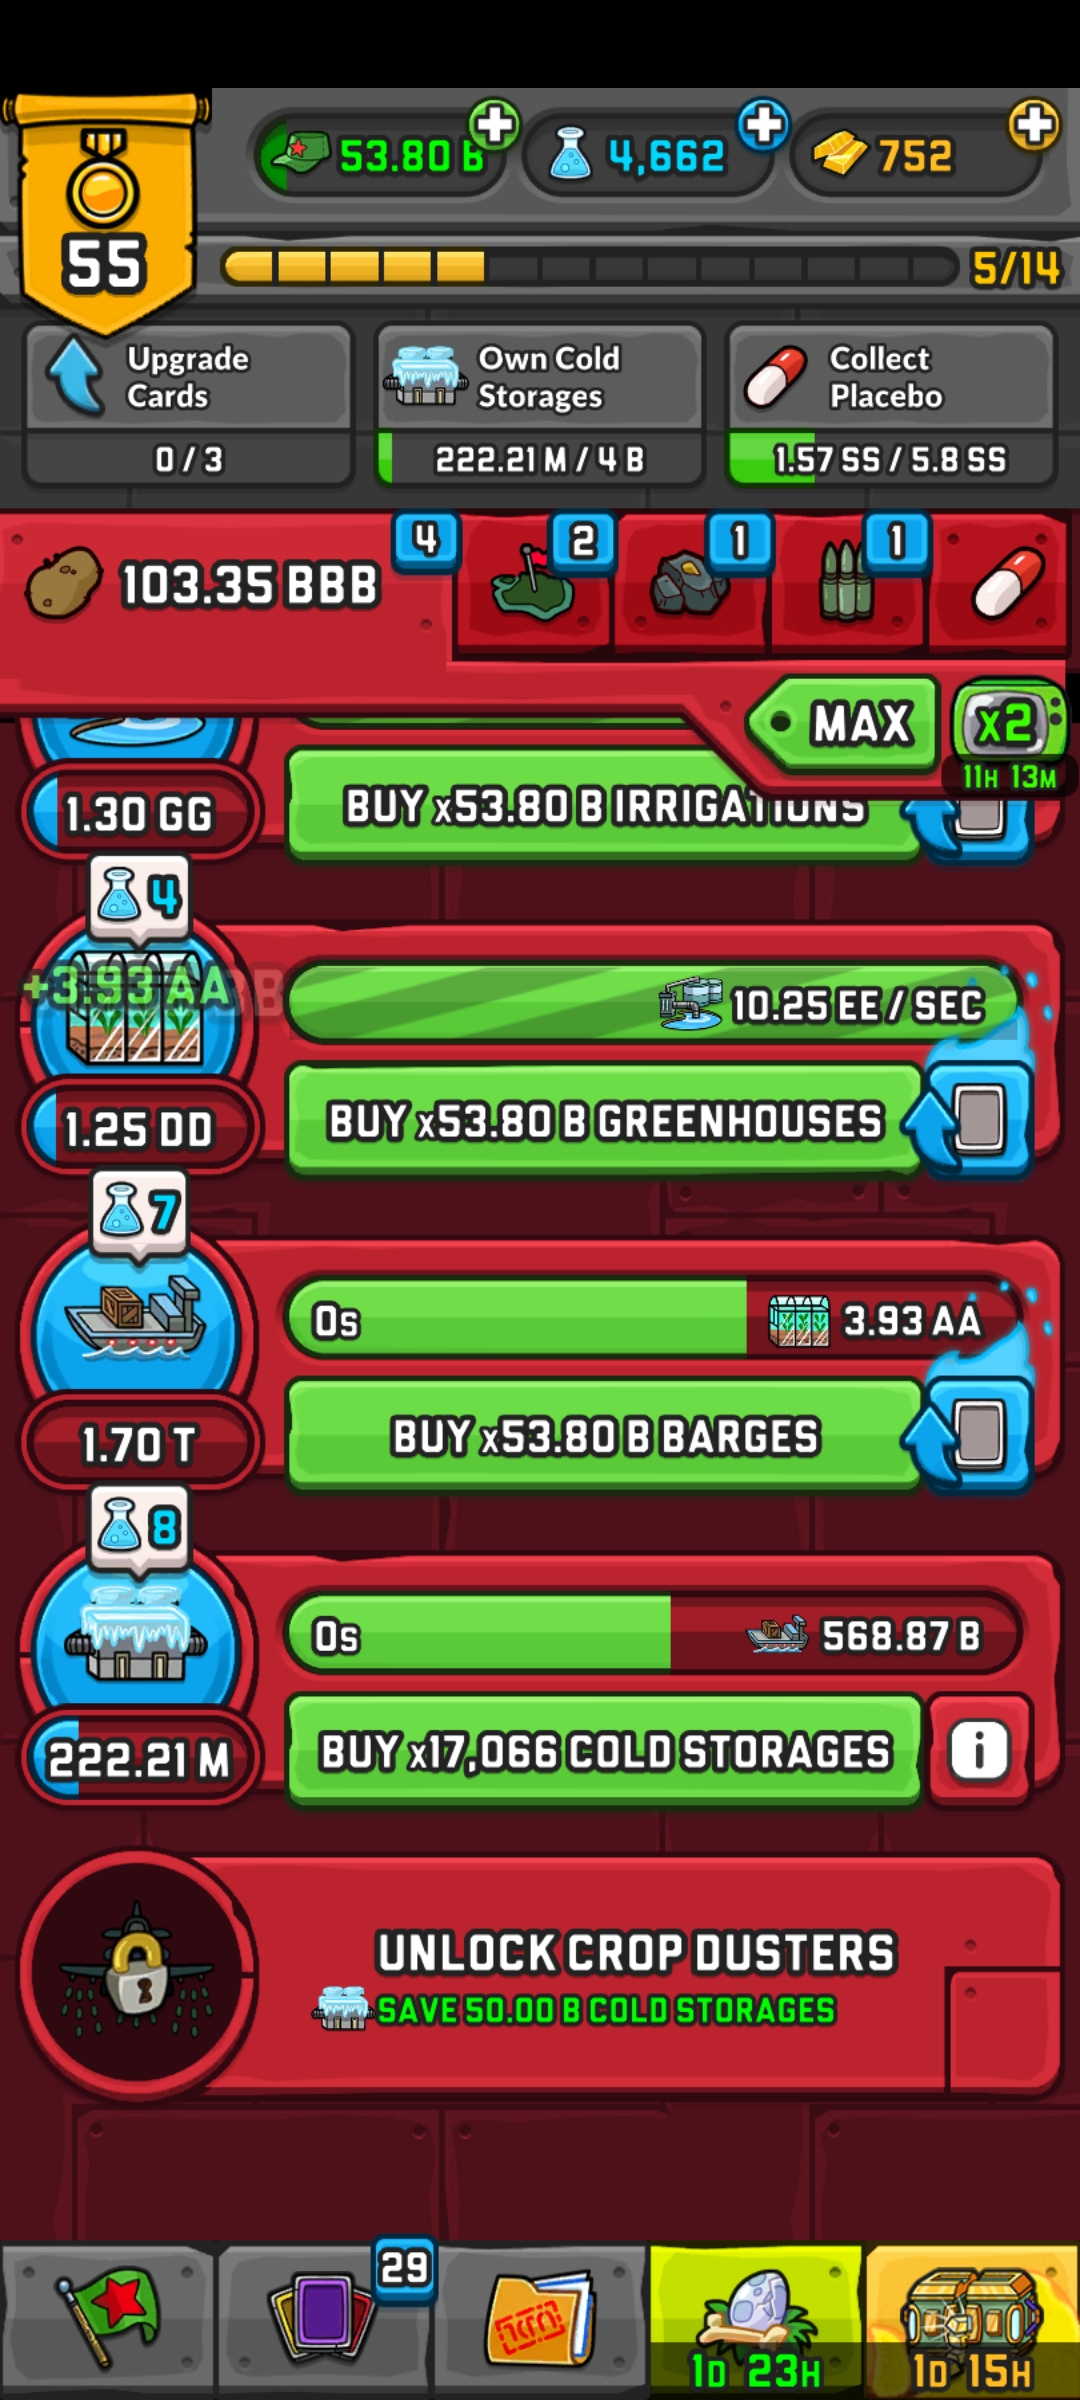 55
53.80 B
4,662
752
5/14
Upgrade
Cards
0 / 3
Own Cold
Storages
222.21 M / 4 B
Collect
Placebo
1.57 SS / 5.8 SS
103.35 BBB
4
2
1
1
MAX
x2
11H 13M
1.30 GG
BUY x53.80 B IRRIGATIONS
4
+3.93 AA
10.25 EE / SEC
1.25 DD
BUY x53.80 B GREENHOUSES
7
0s
3.93 AA
1.70 T
BUY x53.80 B BARGES
8
0s
568.87 B
222.21 M
BUY x17,066 COLD STORAGES
i
UNLOCK CROP DUSTERS
SAVE 50.00 B COLD STORAGES
29
1D 23H
1D 15H